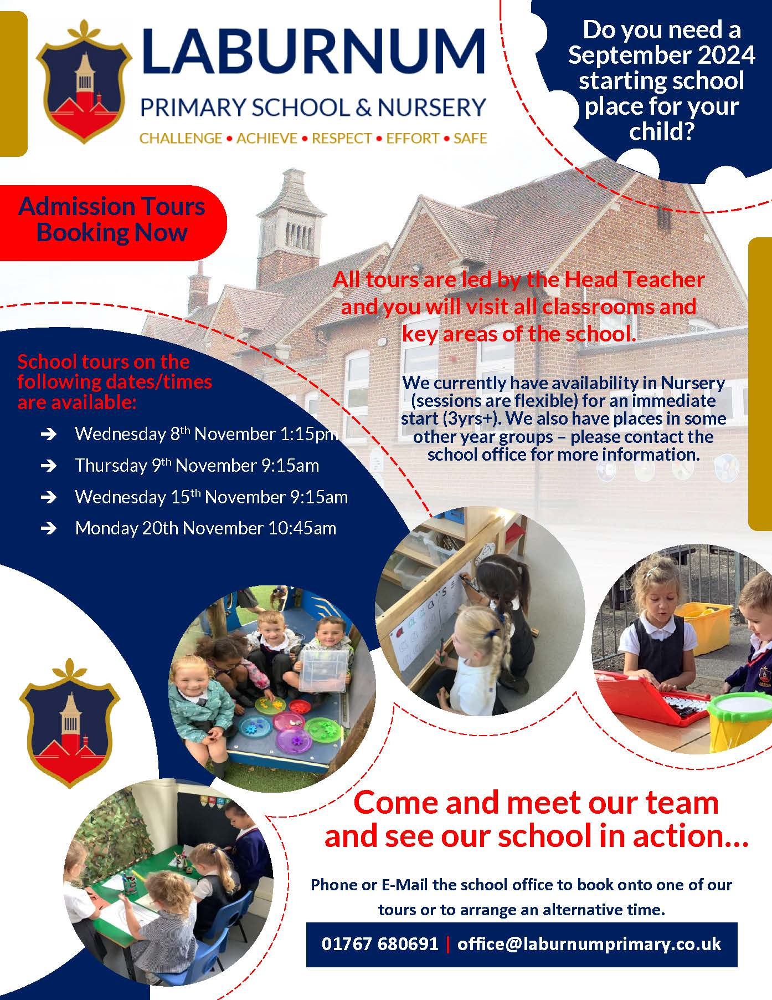 LABURNUM
PRIMARY SCHOOL & NURSERY
CHALLENGE • ACHIEVE • RESPECT • EFFORT • SAFE
Do you need a
September 2024
starting school
place for your
child?
Admission Tours
Booking Now
All tours are led by the Head Teacher
and you will visit all classrooms and
key areas of the school.
School tours on the
following dates/times
are available:
➔ Wednesday 8th November 1:15pm
➔ Thursday 9th November 9:15am
➔ Wednesday 15th November 9:15am
➔ Monday 20th November 10:45am
We currently have availability in Nursery
(sessions are flexible) for an immediate
start (3yrs+). We also have places in some
other year groups – please contact the
school office for more information.
Come and meet our team
and see our school in action...
Phone or E-Mail the school office to book onto one of our
tours or to arrange an alternative time.
01767 680691 | office@laburnumprimary.co.uk